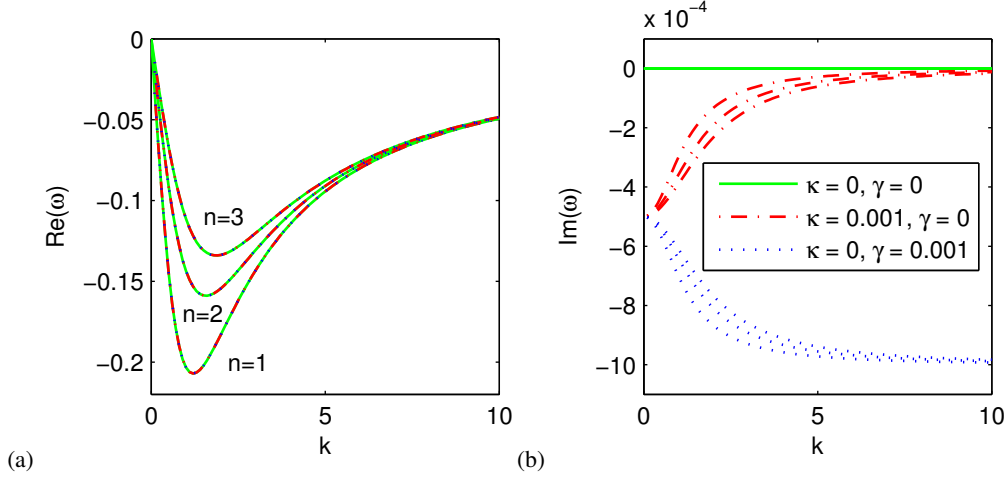 0
−0.05
−0.1
−0.15
−0.2
Re(ω)
n=3
n=2
n=1
0 5 10
k
(a)
x 10⁻⁴
0
−2
−4
−6
−8
−10
Im(ω)
κ = 0, γ = 0
κ = 0.001, γ = 0
κ = 0, γ = 0.001
0 5 10
k
(b)